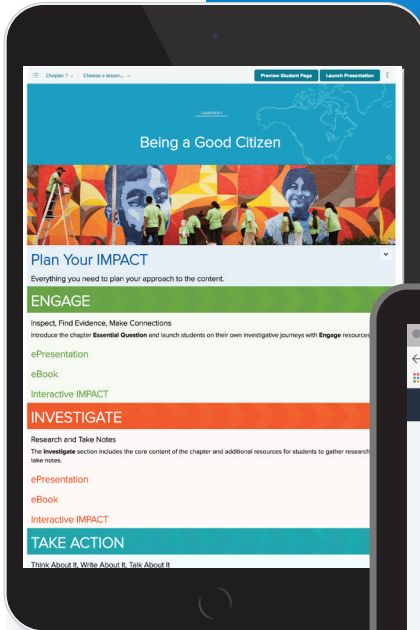 Chapter 1
Choose a lesson...
Preview Student Page
Launch Presentation
CHAPTER 1
Being a Good Citizen
Plan Your IMPACT
Everything you need to plan your approach to the content.
ENGAGE
Inspect, Find Evidence, Make Connections
Introduce the chapter Essential Question and launch students on their own investigative journeys with Engage resources
ePresentation
eBook
Interactive IMPACT
INVESTIGATE
Research and Take Notes
The Investigate section includes the core content of the chapter and additional resources for students to gather research
take notes.
ePresentation
eBook
Interactive IMPACT
TAKE ACTION
Think About It, Write About It, Talk About It